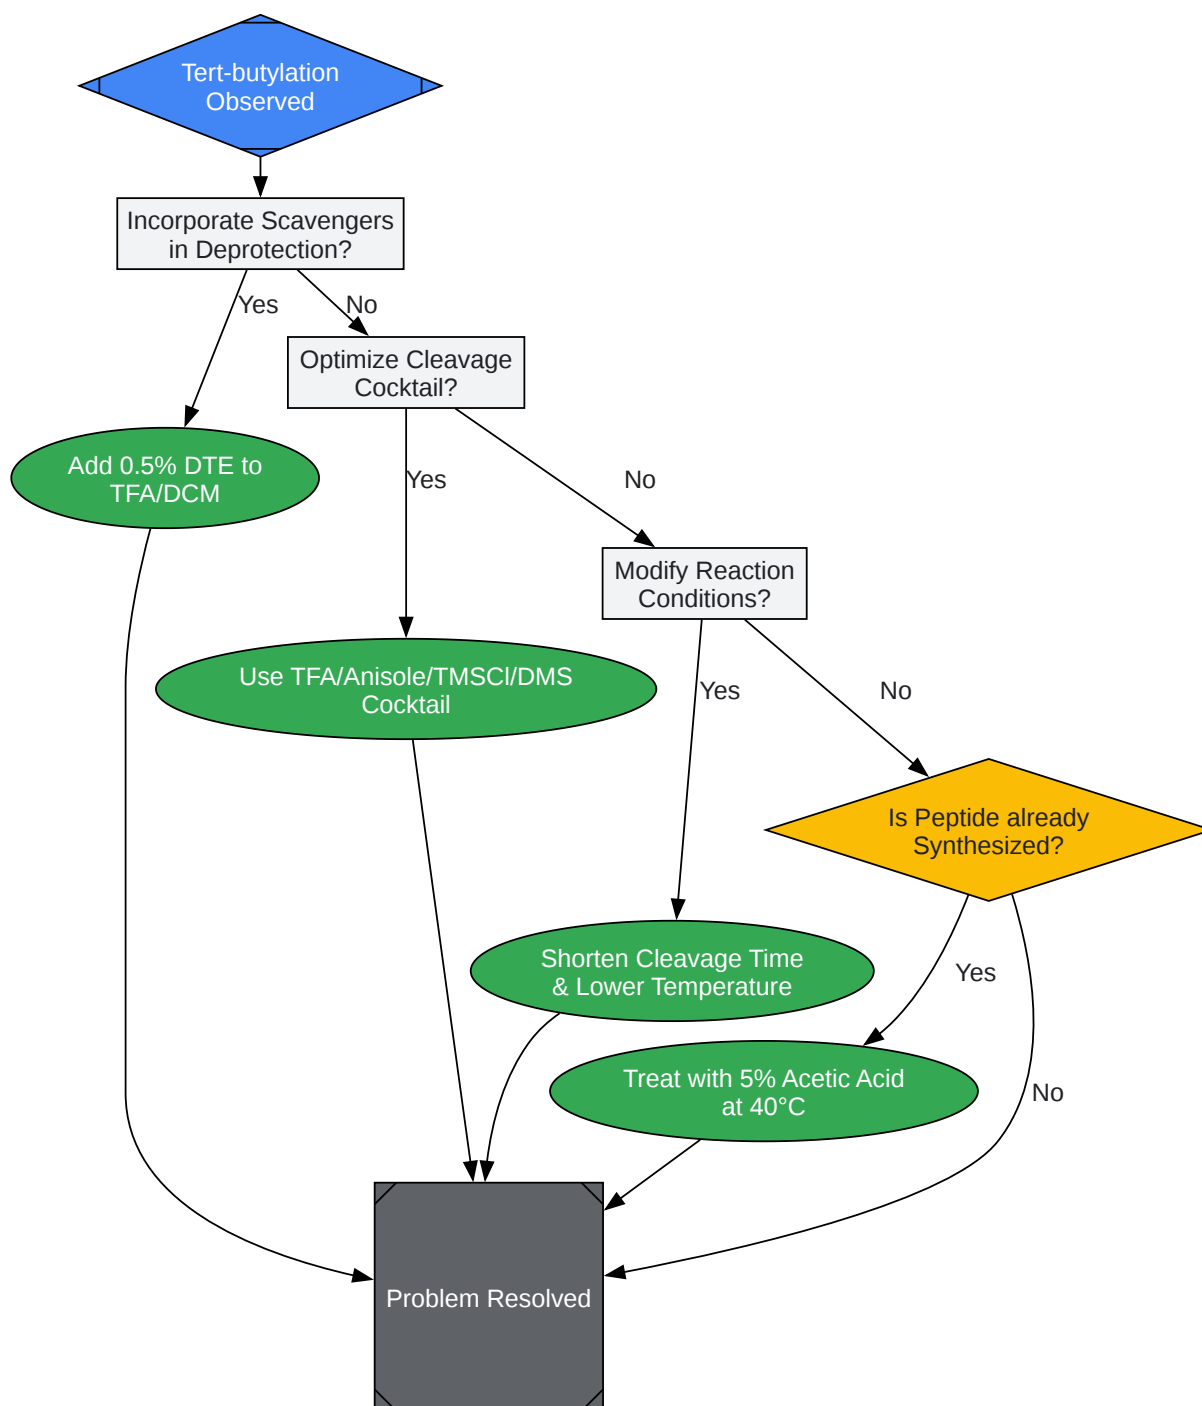 Tert-butylation
Observed
Incorporate Scavengers
in Deprotection?
Yes
No
Optimize Cleavage
Cocktail?
Add 0.5% DTE to
TFA/DCM
Yes
No
Modify Reaction
Conditions?
Use TFA/Anisole/TMSCl/DMS
Cocktail
Yes
No
Is Peptide already
Synthesized?
Shorten Cleavage Time
& Lower Temperature
Yes
Treat with 5% Acetic Acid
at 40°C
No
Problem Resolved